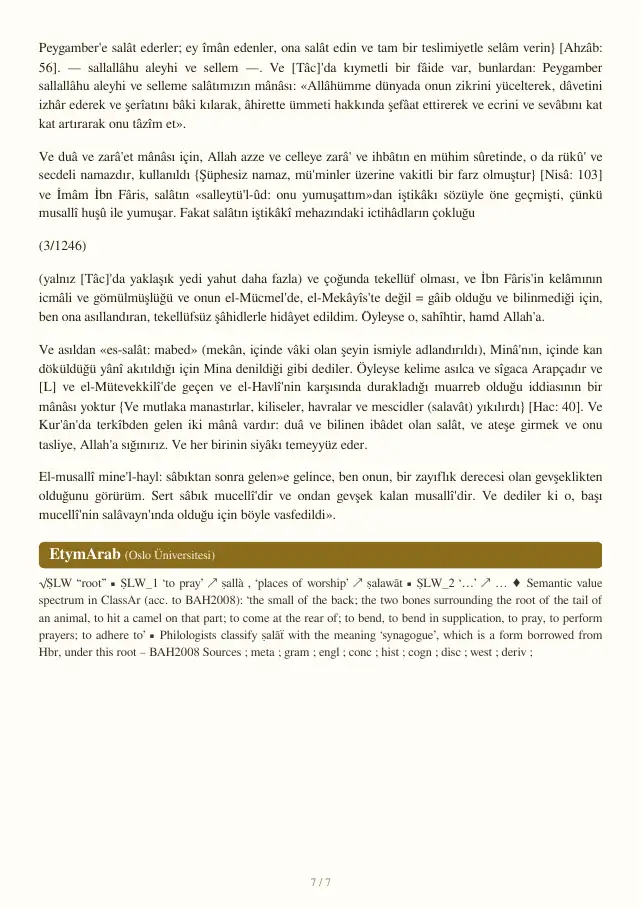 Peygamber'e salât ederler; ey îmân edenler, ona salât edin ve tam bir teslimiyetle selâm verin} [Ahzâb:
56]. — sallallâhu aleyhi ve sellem —. Ve [Tâc]'da kıymetli bir fâide var, bunlardan: Peygamber
sallallâhu aleyhi ve selleme salâtımızın mânâsı: «Allâhümme dünyada onun zikrini yücelterek, dâvetini
izhâr ederek ve şerîatını bâki kılarak, âhirette ümmeti hakkında şefâat ettirerek ve ecrini ve sevâbını kat
kat artırarak onu tâzîm et».
Ve duâ ve zarâ'et mânâsı için, Allah azze ve celleye zarâ' ve ihbâtın en mühim sûretinde, o da rükû' ve
secdeli namazdır, kullanıldı {Şüphesiz namaz, mü'minler üzerine vakitli bir farz olmuştur} [Nisâ: 103]
ve İmâm İbn Fâris, salâtın «salleytü'l-ûd: onu yumuşattım»dan iştikâkı sözüyle öne geçmişti, çünkü
musallî huşû ile yumuşar. Fakat salâtın iştikâkî mehazındaki ictihâdların çokluğu
(3/1246)
(yalnız [Tâc]'da yaklaşık yedi yahut daha fazla) ve çoğunda tekellüf olması, ve İbn Fâris'in kelâmının
icmâli ve gömülmüşlüğü ve onun el-Mücmel'de, el-Mekâyîs'te değil = gâib olduğu ve bilinmediği için,
ben ona asıllandıran, tekellüfsüz şâhidlerle hidâyet edildim. Öyleyse o, sahîhtir, hamd Allah'a.
Ve asıldan «es-salât: mabed» (mekân, içinde vâki olan şeyin ismiyle adlandırıldı), Minâ'nın, içinde kan
döküldüğü yânî akıtıldığı için Mina denildiği gibi dediler. Öyleyse kelime asılca ve sîgaca Arapçadır ve
[L] ve el-Mütevekkilî'de geçen ve el-Havlî'nin karşısında durakladığı muarreb olduğu iddiasının bir
mânâsı yoktur {Ve mutlaka manastırlar, kiliseler, havralar ve mescidler (salavât) yıkılırdı} [Hac: 40]. Ve
Kur'ân'da terkîbden gelen iki mânâ vardır: duâ ve bilinen ibâdet olan salât, ve ateşe girmek ve onu
tasliye, Allah'a sığınırız. Ve her birinin siyâkı temeyyüz eder.
El-musallî mine'l-hayl: sâbıktan sonra gelen»e gelince, ben onun, bir zayıflık derecesi olan gevşeklikten
olduğunu görürüm. Sert sâbık mucellî'dir ve ondan gevşek kalan musallî'dir. Ve dediler ki o, başı
mucellî'nin salâvayn'ında olduğu için böyle vasfedildi».
EtymArab (Oslo Üniversitesi)
√ṢLW “root” ▪ ṢLW_1 ‘to pray’ ↗ ṣallà , ‘places of worship’ ↗ ṣalawāt ▪ ṢLW_2 ‘…’ ↗ … ♦ Semantic value
spectrum in ClassAr (acc. to BAH2008): ‘the small of the back; the two bones surrounding the root of the tail of
an animal, to hit a camel on that part; to come at the rear of; to bend, to bend in supplication, to pray, to perform
prayers; to adhere to’ ▪ Philologists classify salāẗ with the meaning ‘synagogue’, which is a form borrowed from
Hbr, under this root – BAH2008 Sources ; meta ; gram ; engl ; conc ; hist ; cogn ; disc ; west ; deriv ;
7 / 7